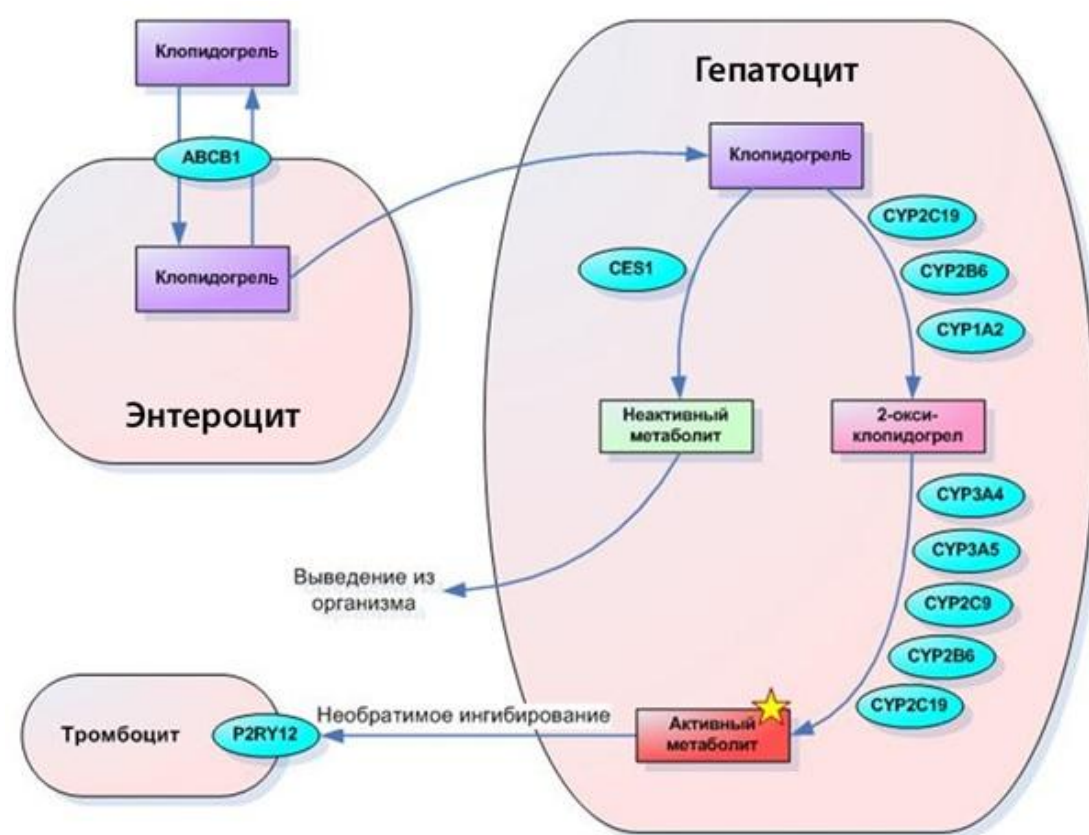 Клопидогрель
ABCB1
Клопидогрель
Энтероцит
Гепатоцит
Клопидогрель
CYP2C19
CES1
CYP2B6
CYP1A2
Неактивный
метаболит
2-окси-
клопидогрел
CYP3A4
CYP3A5
CYP2C9
CYP2B6
CYP2C19
Выведение из
организма
Тромбоцит
P2RY12
Необратимое ингибирование
Активный
метаболит